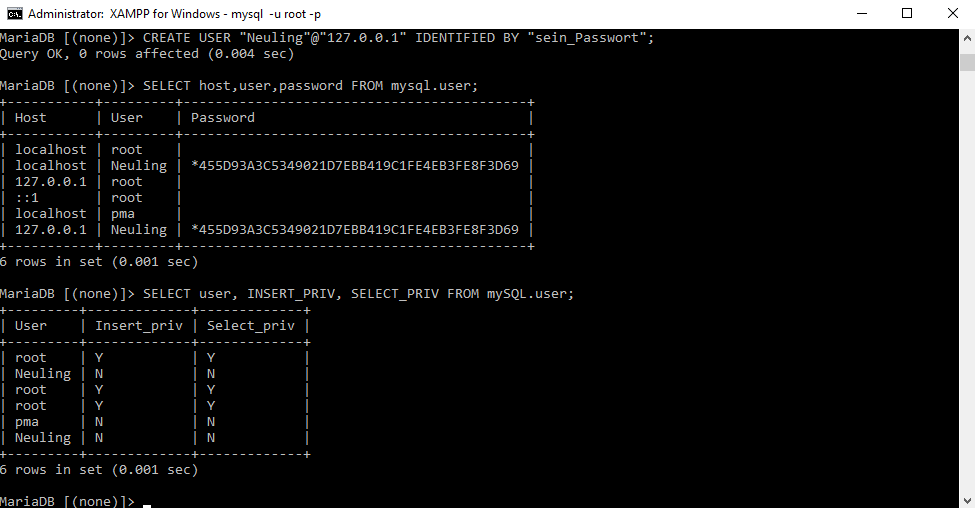 Administrator: XAMPP for Windows - mysql -u root -p
MariaDB [(none)]> CREATE USER "Neuling"@"127.0.0.1" IDENTIFIED BY "sein_Passwort";
Query OK, 0 rows affected (0.004 sec)
MariaDB [(none)]> SELECT host,user,password FROM mysql.user;
+-----------+---------+-------------------------------------------+
| Host      | User    | Password                                  |
+-----------+---------+-------------------------------------------+
| localhost | root    |                                           |
| localhost | Neuling | *455D93A3C5349021D7EBB419C1FE4EB3FE8F3D69 |
| 127.0.0.1 | root    |                                           |
| ::1       | root    |                                           |
| localhost | pma     |                                           |
| 127.0.0.1 | Neuling | *455D93A3C5349021D7EBB419C1FE4EB3FE8F3D69 |
+-----------+---------+-------------------------------------------+
6 rows in set (0.001 sec)
MariaDB [(none)]> SELECT user, INSERT_PRIV, SELECT_PRIV FROM mySQL.user;
+---------+-------------+-------------+
| User    | Insert_priv | Select_priv |
+---------+-------------+-------------+
| root    | Y           | Y           |
| Neuling | N           | N           |
| root    | Y           | Y           |
| root    | Y           | Y           |
| pma     | N           | N           |
| Neuling | N           | N           |
+---------+-------------+-------------+
6 rows in set (0.001 sec)
MariaDB [(none)]> _